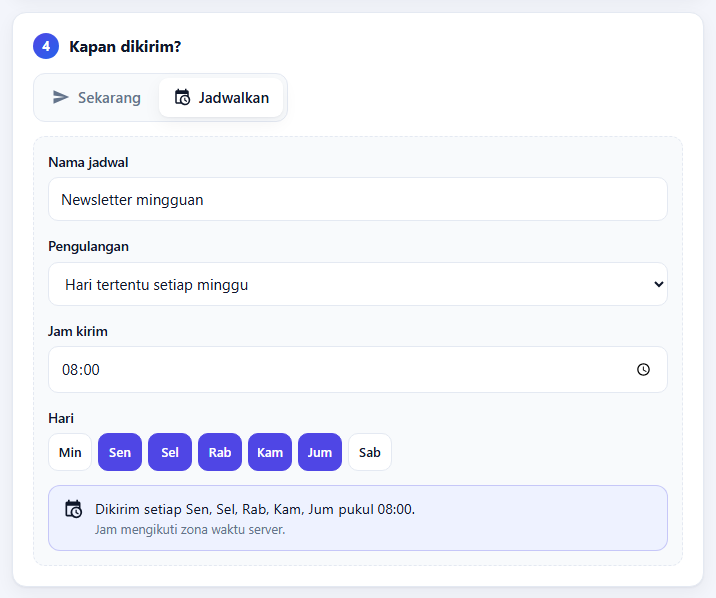 4 Kapan dikirim?
Sekarang Jadwalkan
Nama jadwal
Newsletter mingguan
Pengulangan
Hari tertentu setiap minggu
Jam kirim
08:00
Hari
Min Sen Sel Rab Kam Jum Sab
Dikirim setiap Sen, Sel, Rab, Kam, Jum pukul 08:00.
Jam mengikuti zona waktu server.